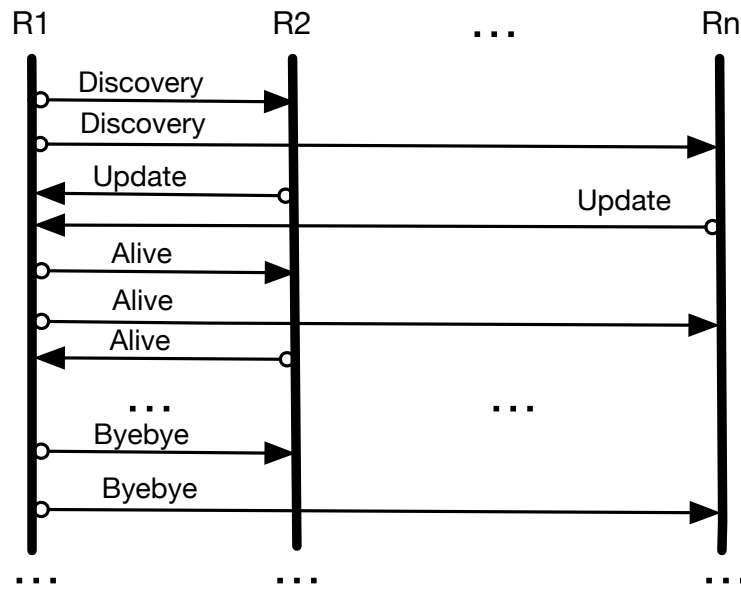 R1 R2 ... Rn
Discovery
Discovery
Update
Update
Alive
Alive
Alive
... ...
Byebye
Byebye
... ... ...